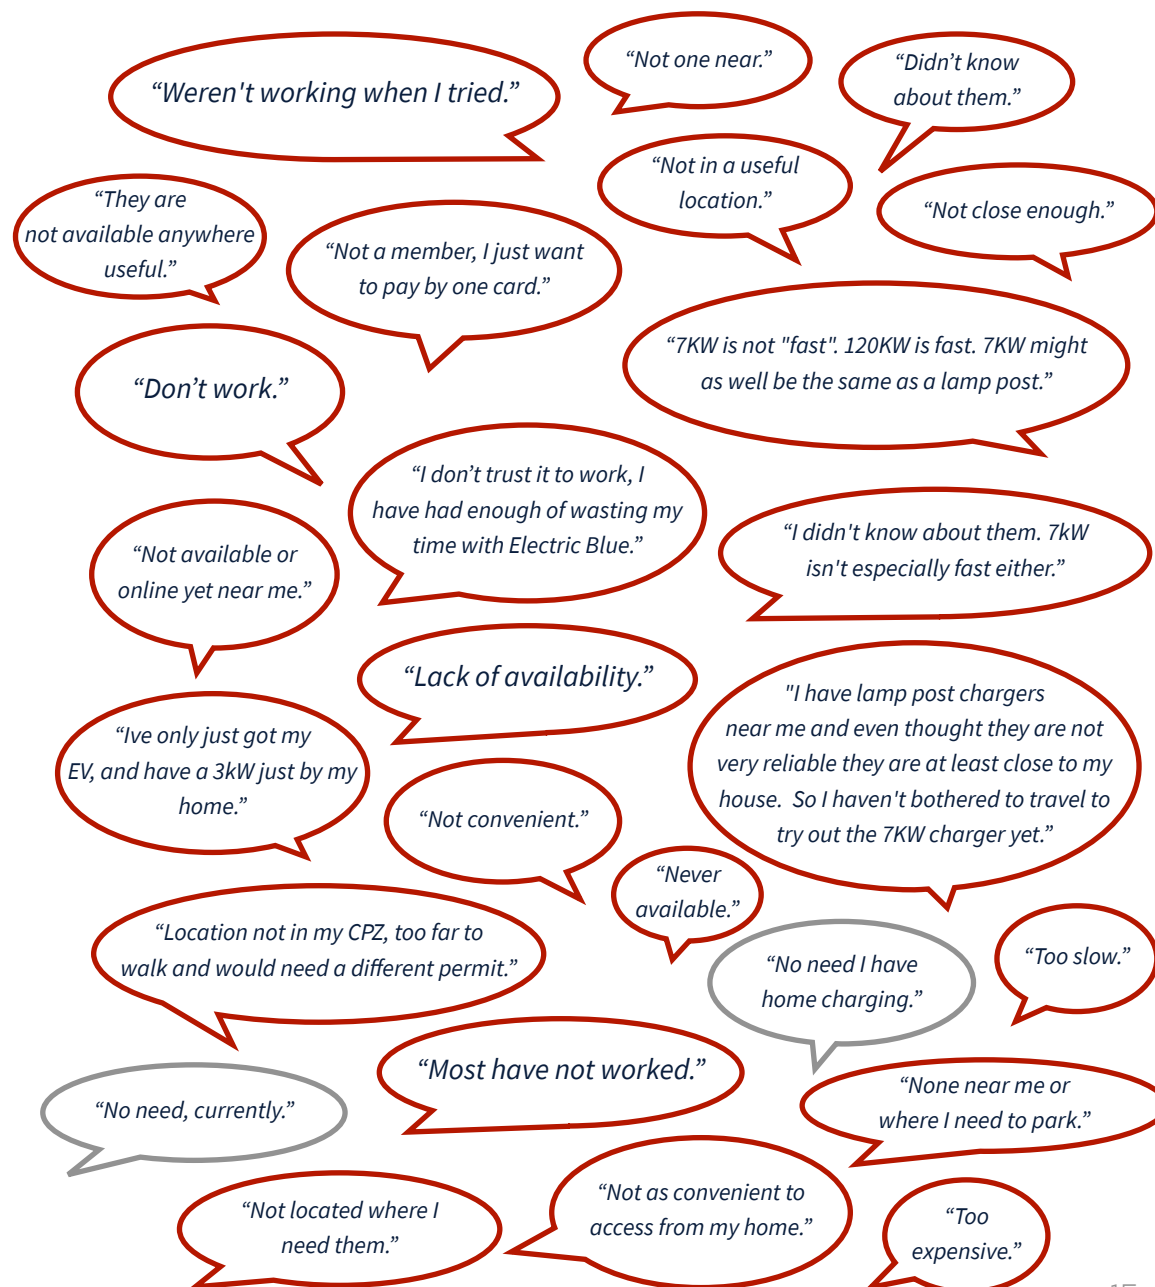 “Weren't working when I tried.”
“Not one near.”
“Didn’t know
about them.”
“Not in a useful
location.”
“They are
not available anywhere
useful.”
“Not close enough.”
“Not a member, I just want
to pay by one card.”
“7KW is not "fast". 120KW is fast. 7KW might
as well be the same as a lamp post.”
“Don’t work.”
“I don’t trust it to work, I
have had enough of wasting my
time with Electric Blue.”
“I didn't know about them. 7kW
isn't especially fast either.”
“Not available or
online yet near me.”
“Lack of availability.”
"I have lamp post chargers
near me and even thought they are not
very reliable they are at least close to my
house. So I haven't bothered to travel to
try out the 7KW charger yet.”
“Ive only just got my
EV, and have a 3kW just by my
home.”
“Not convenient.”
“Never
available.”
“Location not in my CPZ, too far to
walk and would need a different permit.”
“No need I have
home charging.”
“Too slow.”
“Most have not worked.”
“No need, currently.”
“None near me or
where I need to park.”
“Not located where I
need them.”
“Not as convenient to
access from my home.”
“Too
expensive.”